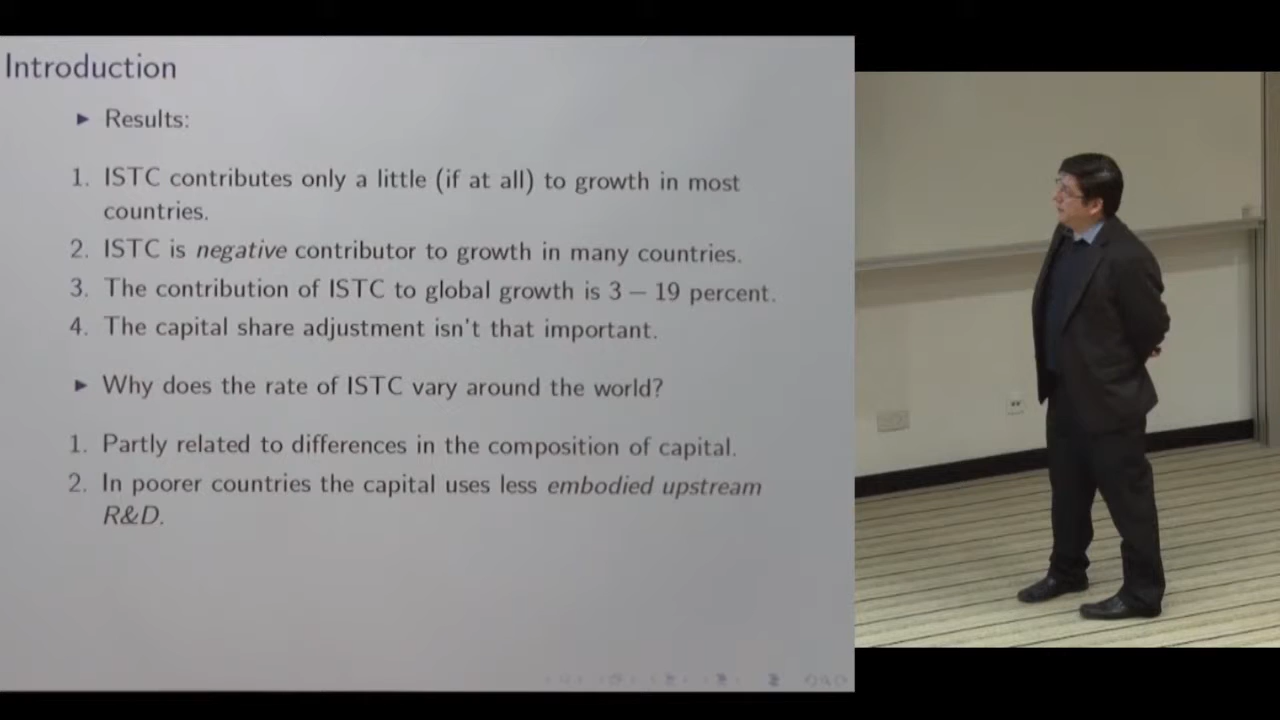 Introduction
► Results:
1. ISTC contributes only a little (if at all) to growth in most
countries.
2. ISTC is negative contributor to growth in many countries.
3. The contribution of ISTC to global growth is 3 – 19 percent.
4. The capital share adjustment isn't that important.
► Why does the rate of ISTC vary around the world?
1. Partly related to differences in the composition of capital.
2. In poorer countries the capital uses less embodied upstream
R&D.